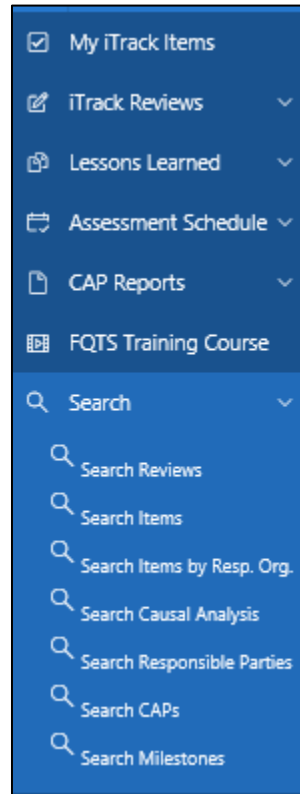 My iTrack Items
iTrack Reviews
Lessons Learned
Assessment Schedule
CAP Reports
FQTS Training Course
Search
Search Reviews
Search Items
Search Items by Resp. Org.
Search Causal Analysis
Search Responsible Parties
Search CAPs
Search Milestones